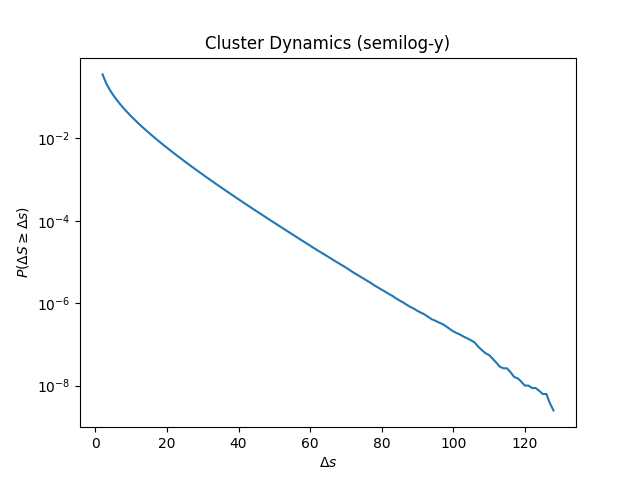 Cluster Dynamics (semilog-y)
P(ΔS ≥ Δs)
10⁻²
10⁻⁴
10⁻⁶
10⁻⁸
0 20 40 60 80 100 120
Δs